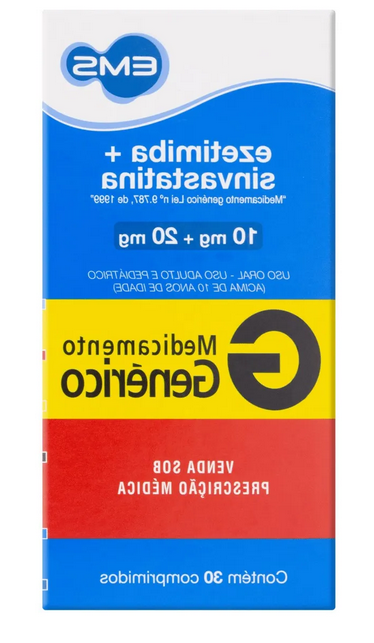 EMS
ezetimiba +
sinvastatina
"Medicamento genérico Lei nº 9.787, de 1999"
10 mg + 20 mg
USO ORAL - USO ADULTO E PEDIÁTRICO
(ACIMA DE 10 ANOS DE IDADE)
G
Medicamento
Genérico
VENDA SOB
PRESCRIÇÃO MÉDICA
Contém 30 comprimidos